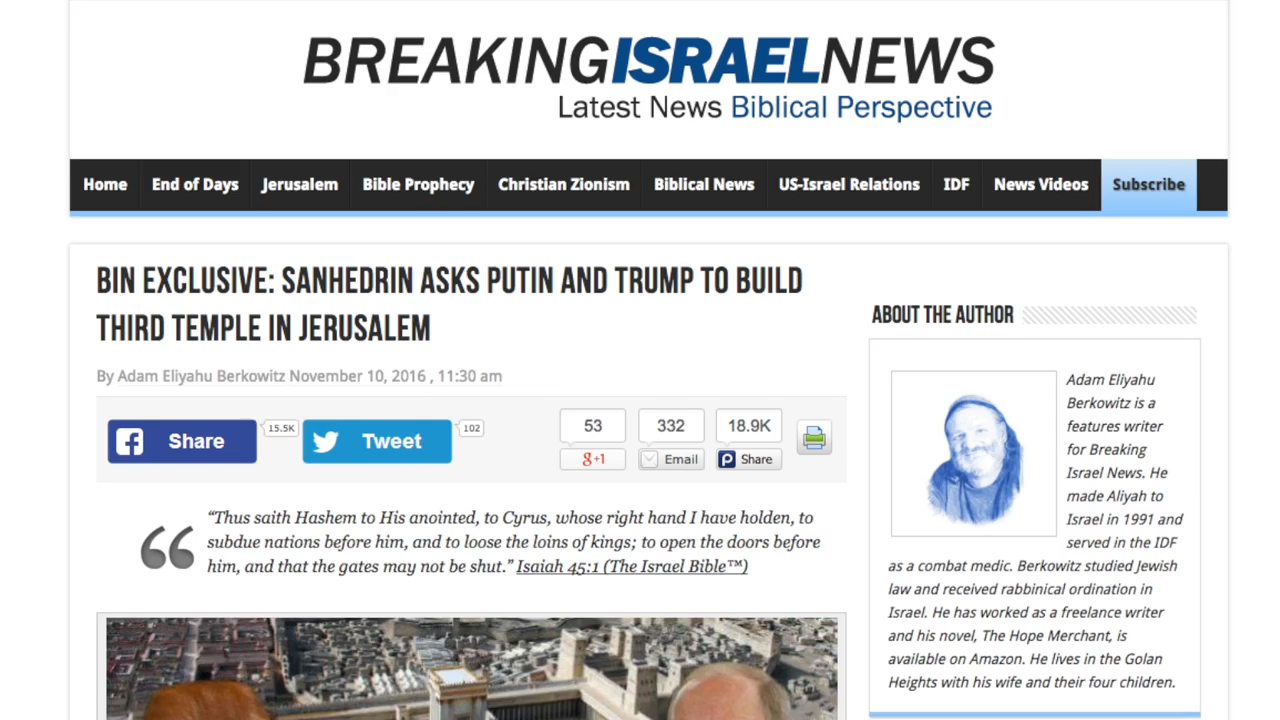 BREAKINGISRAELNEWS
Latest News Biblical Perspective
Home End of Days Jerusalem Bible Prophecy Christian Zionism Biblical News US-Israel Relations IDF News Videos Subscribe
BIN EXCLUSIVE: SANHEDRIN ASKS PUTIN AND TRUMP TO BUILD
THIRD TEMPLE IN JERUSALEM
By Adam Eliyahu Berkowitz November 10, 2016 , 11:30 am
Share 15.5K Tweet 102
53 332 18.9K
g+1 Email Share
“Thus saith Hashem to His anointed, to Cyrus, whose right hand I have holden, to
subdue nations before him, and to loose the loins of kings; to open the doors before
him, and that the gates may not be shut.” Isaiah 45:1 (The Israel Bible™)
ABOUT THE AUTHOR
Adam Eliyahu
Berkowitz is a
features writer
for Breaking
Israel News. He
made Aliyah to
Israel in 1991 and
served in the IDF
as a combat medic. Berkowitz studied Jewish
law and received rabbinical ordination in
Israel. He has worked as a freelance writer
and his novel, The Hope Merchant, is
available on Amazon. He lives in the Golan
Heights with his wife and their four children.